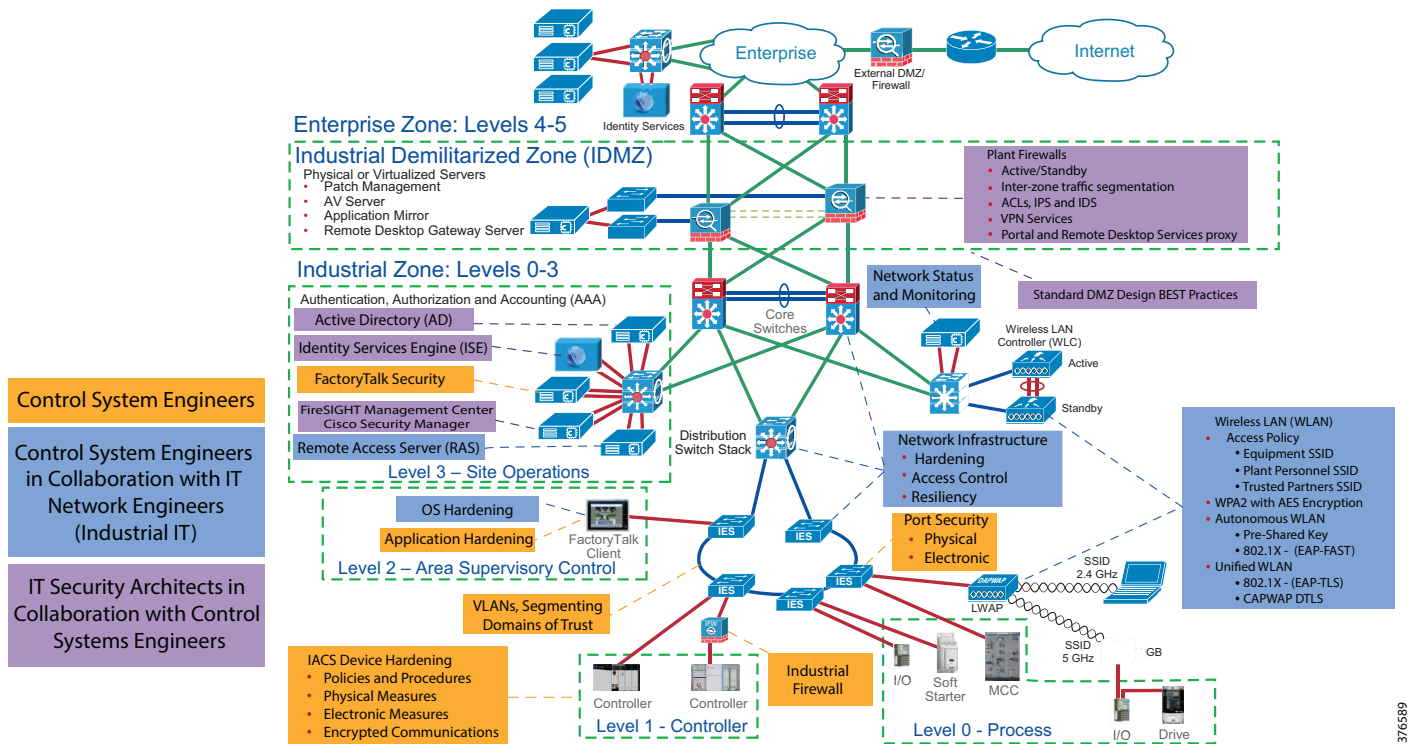 Enterprise
Internet
External DMZ/
Firewall
Identity Services
Enterprise Zone: Levels 4-5
Industrial Demilitarized Zone (IDMZ)
Physical or Virtualized Servers
• Patch Management
• AV Server
• Application Mirror
• Remote Desktop Gateway Server
Plant Firewalls
• Active/Standby
• Inter-zone traffic segmentation
• ACLs, IPS and IDS
• VPN Services
• Portal and Remote Desktop Services proxy
Standard DMZ Design BEST Practices
Industrial Zone: Levels 0-3
Authentication, Authorization and Accounting (AAA)
Active Directory (AD)
Identity Services Engine (ISE)
FactoryTalk Security
FireSIGHT Management Center
Cisco Security Manager
Remote Access Server (RAS)
Level 3 – Site Operations
Core
Switches
Network Status
and Monitoring
Wireless LAN
Controller (WLC)
Active
Standby
Distribution
Switch Stack
Network Infrastructure
• Hardening
• Access Control
• Resiliency
Wireless LAN (WLAN)
• Access Policy
• Equipment SSID
• Plant Personnel SSID
• Trusted Partners SSID
• WPA2 with AES Encryption
• Autonomous WLAN
• Pre-Shared Key
• 802.1X - (EAP-FAST)
• Unified WLAN
• 802.1X - (EAP-TLS)
• CAPWAP DTLS
Control System Engineers
Control System Engineers
in Collaboration with IT
Network Engineers
(Industrial IT)
IT Security Architects in
Collaboration with Control
Systems Engineers
OS Hardening
Application Hardening
FactoryTalk
Client
Level 2 – Area Supervisory Control
IES
IES
IES
IES
IES
Port Security
• Physical
• Electronic
VLANs, Segmenting
Domains of Trust
LWAP
SSID
2.4 GHz
SSID
5 GHz
GB
IFW
Industrial
Firewall
IACS Device Hardening
• Policies and Procedures
• Physical Measures
• Electronic Measures
• Encrypted Communications
Controller
Controller
Level 1 - Controller
I/O
Soft
Starter
MCC
Level 0 - Process
I/O
Drive
376589